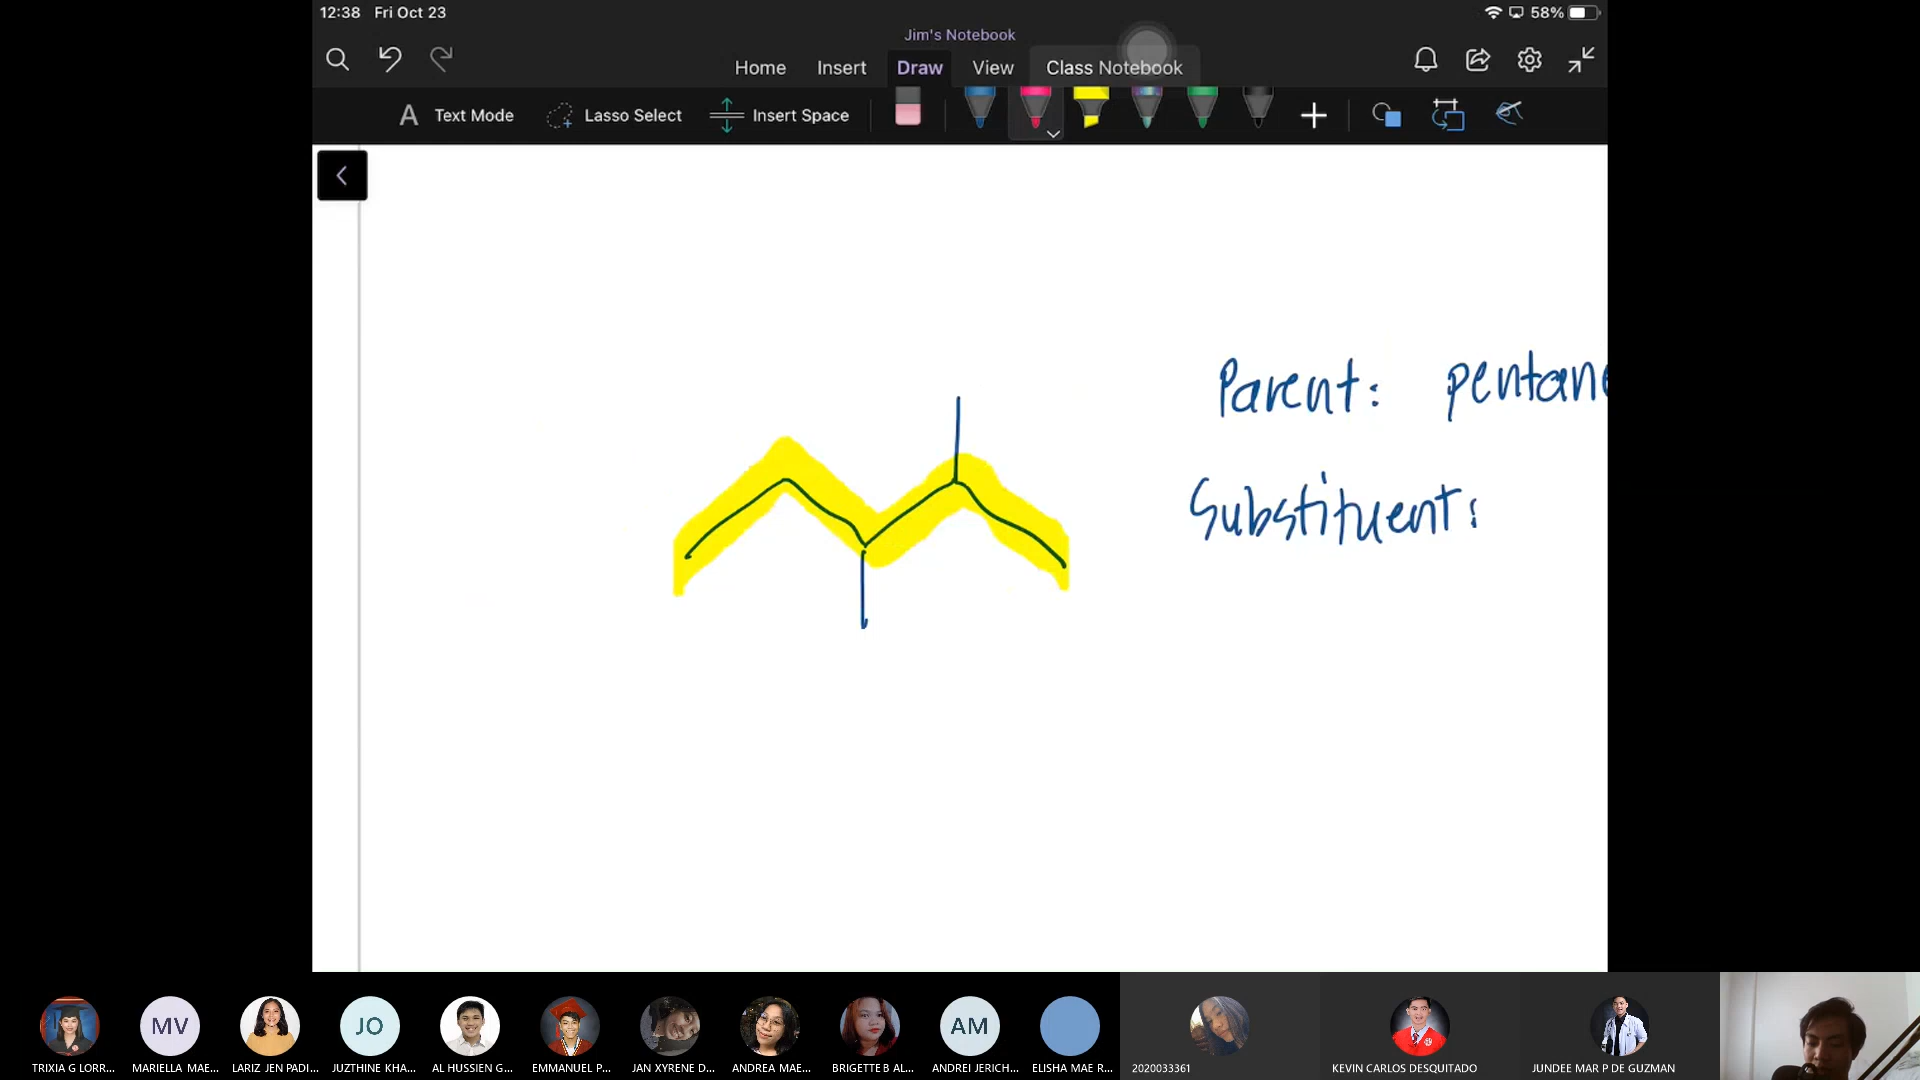 12:38 Fri Oct 23
58%
Jim's Notebook
Home Insert Draw View Class Notebook
A Text Mode Lasso Select Insert Space
Parent: pentane
Substituent:
MV JO AM
TRIXIA G LORR... MARIELLA MAE... LARIZ JEN PADI... JUZTHINE KHA... AL HUSSIEN G... EMMANUEL P... JAN XYRENE D... ANDREA MAE... BRIGETTE B AL... ANDREI JERICH... ELISHA MAE R... 2020033361 KEVIN CARLOS DESQUITADO JUNDEE MAR P DE GUZMAN